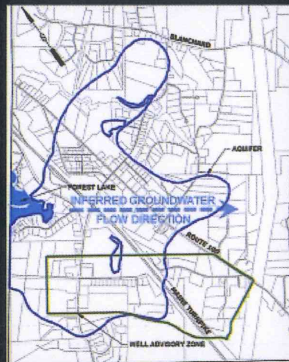 BLANCHARD
AQUIFER
FOREST LAKE
INFERRED GROUNDWATER
FLOW DIRECTION
ROUTE 100
MAINE TURNPIKE
WELL ADVISORY ZONE